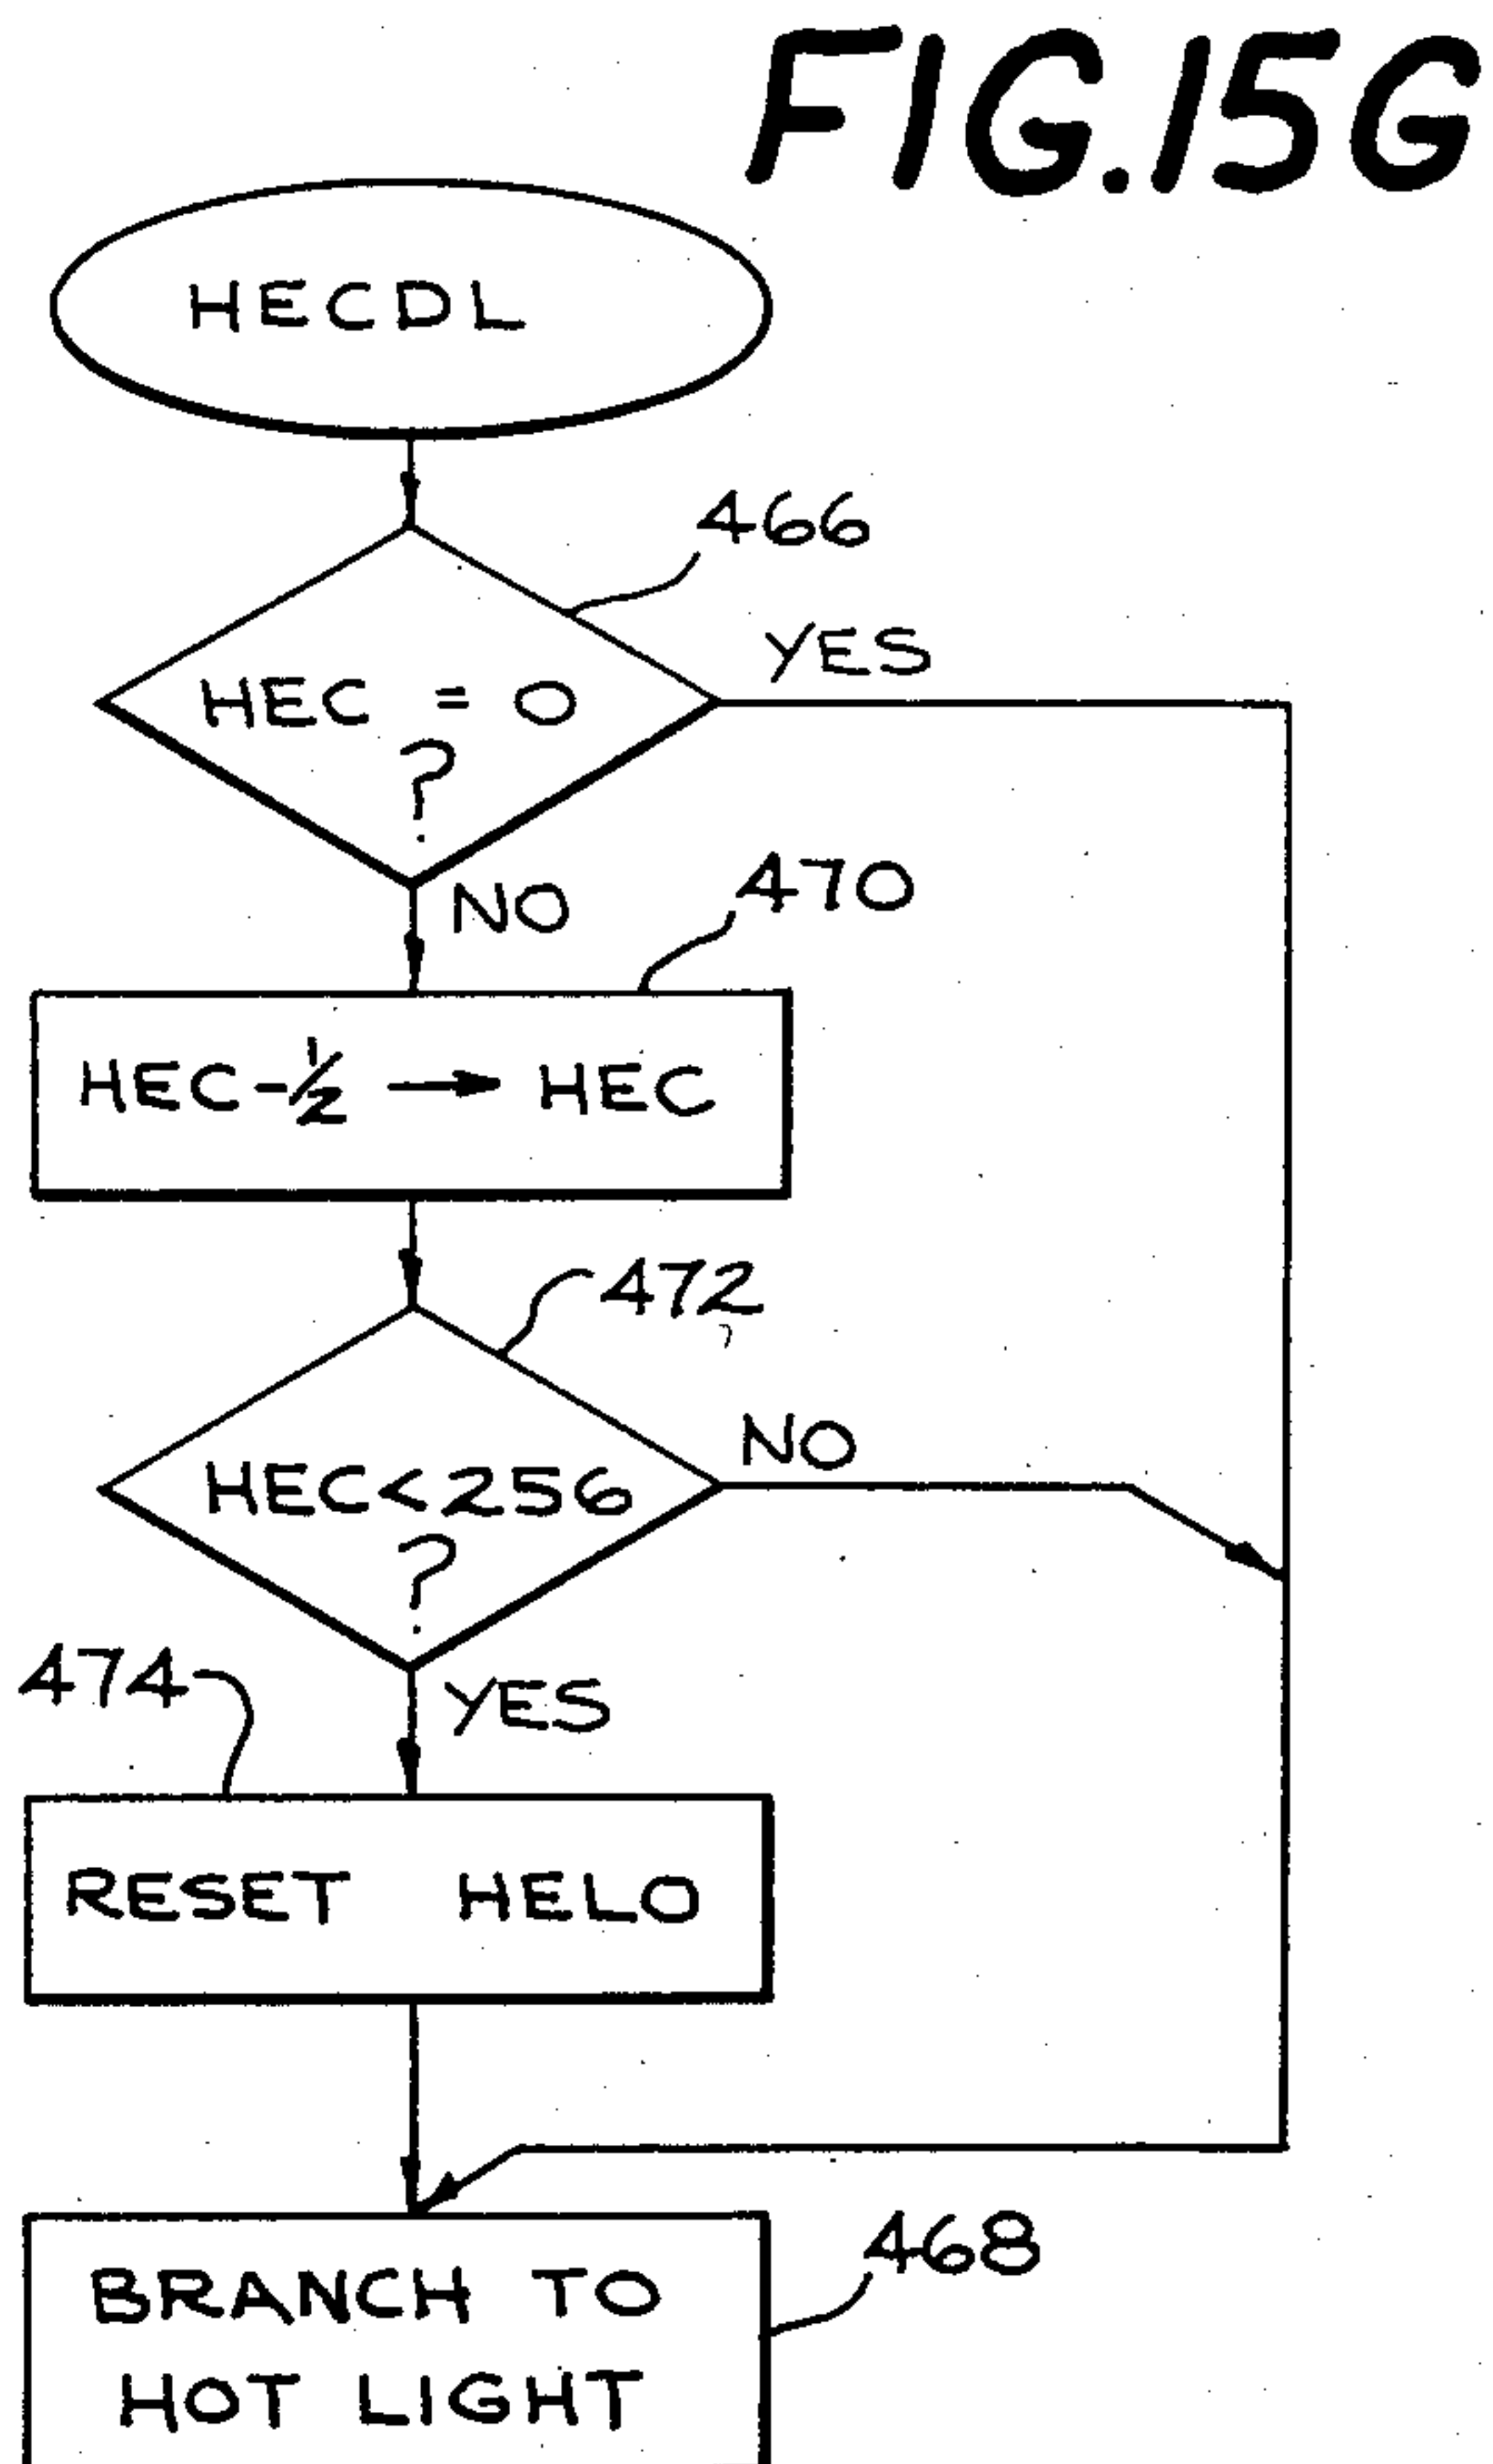 FIG.15G
HECDL
466
YES
HEC = 0
?
NO
470
HEC-½ → HEC
472
NO
HEC<256
?
474
YES
RESET HELO
468
BRANCH TO
HOT LIGHT